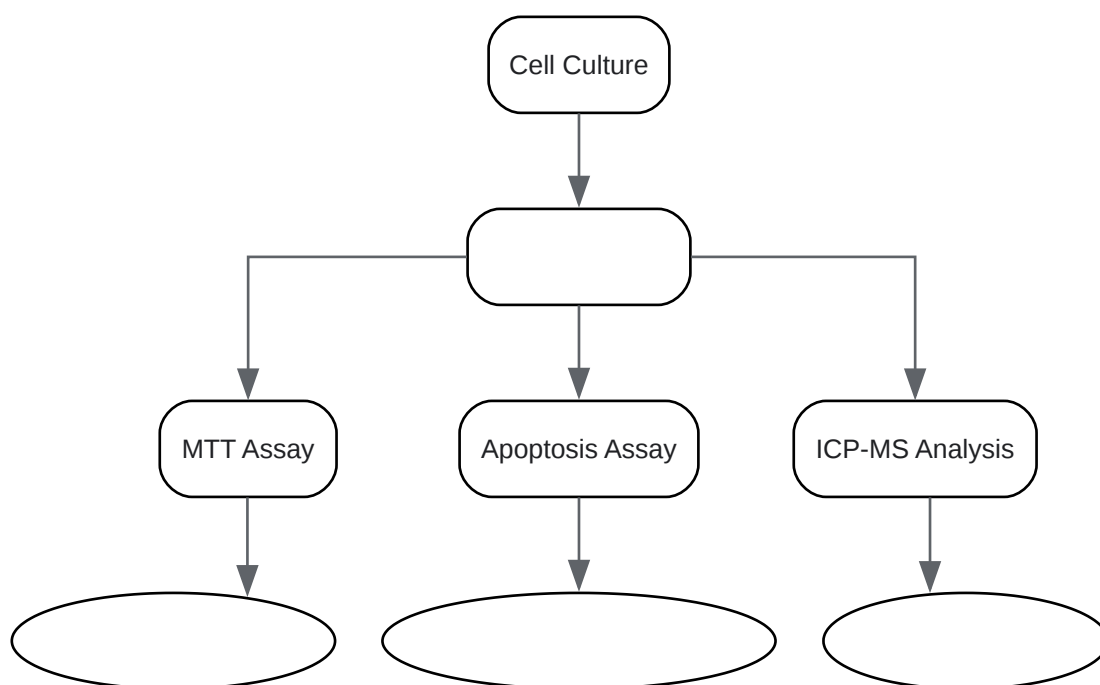 Cell Culture
MTT Assay
Apoptosis Assay
ICP-MS Analysis